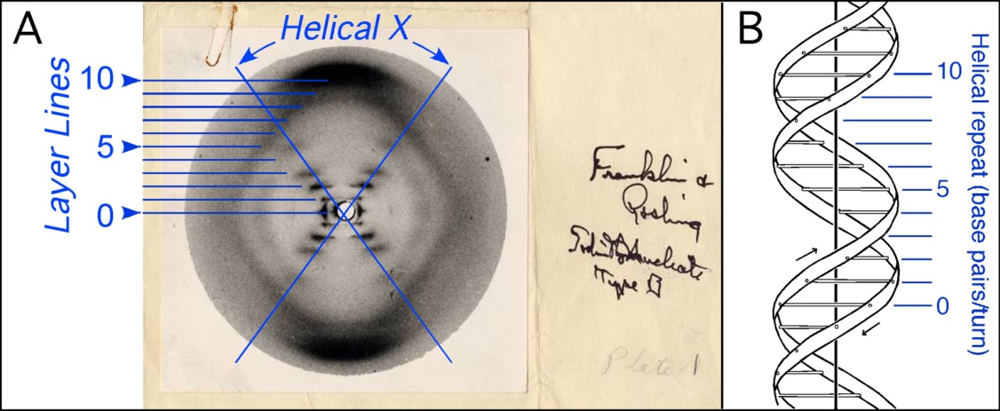 A
Helical X
Layer Lines
10
5
0
Franklin &
Gosling
Type B
Plate 1
B
10
5
0
Helical repeat (base pairs/turn)